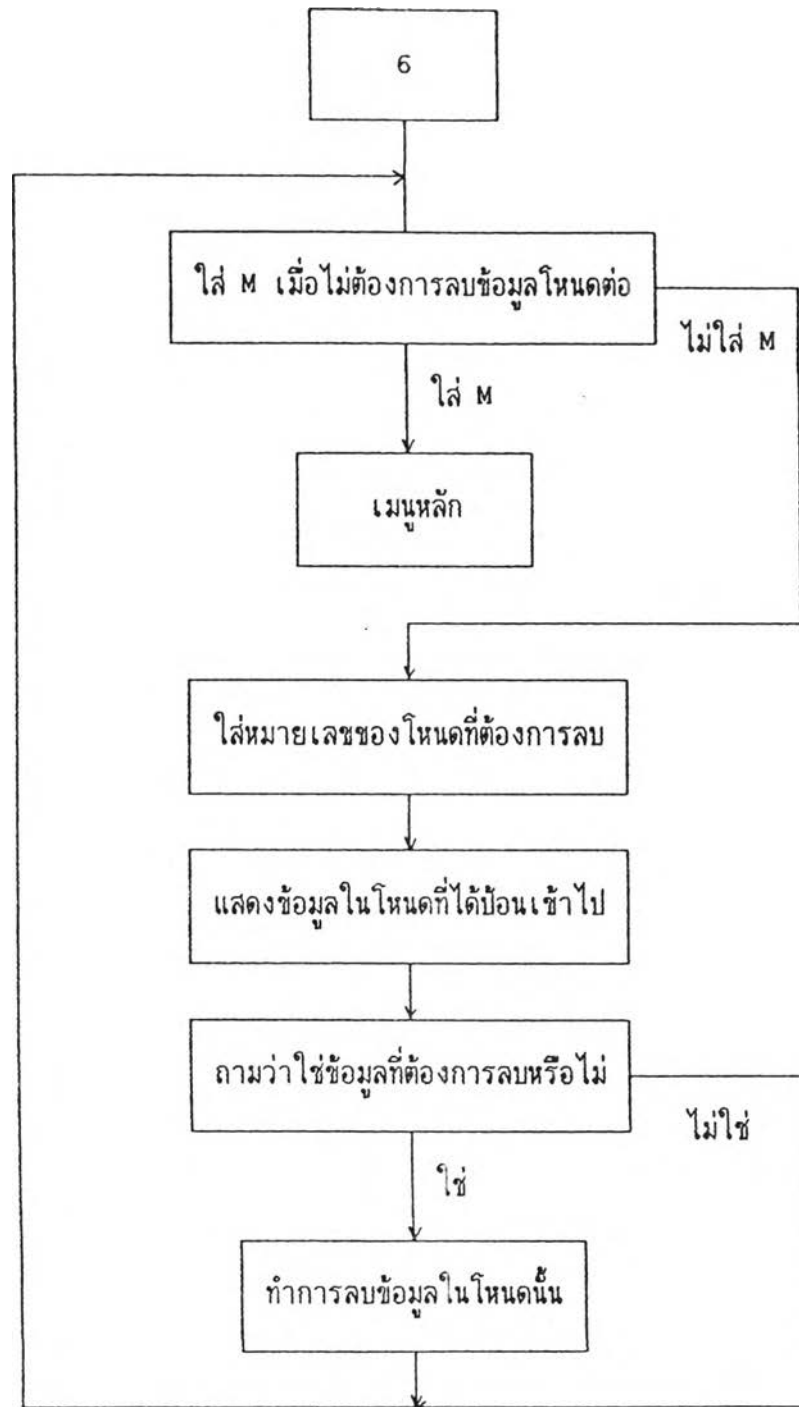 6
ใส่ M เมื่อไม่ต้องการลบข้อมูลโหนดต่อ
ไม่ใส่ M
ใส่ M
เมนูหลัก
ใส่หมายเลขของโหนดที่ต้องการลบ
แสดงข้อมูลในโหนดที่ได้ป้อนเข้าไป
ถามว่าใช่ข้อมูลที่ต้องการลบหรือไม่
ไม่ใช่
ใช่
ทำการลบข้อมูลในโหนดนั้น